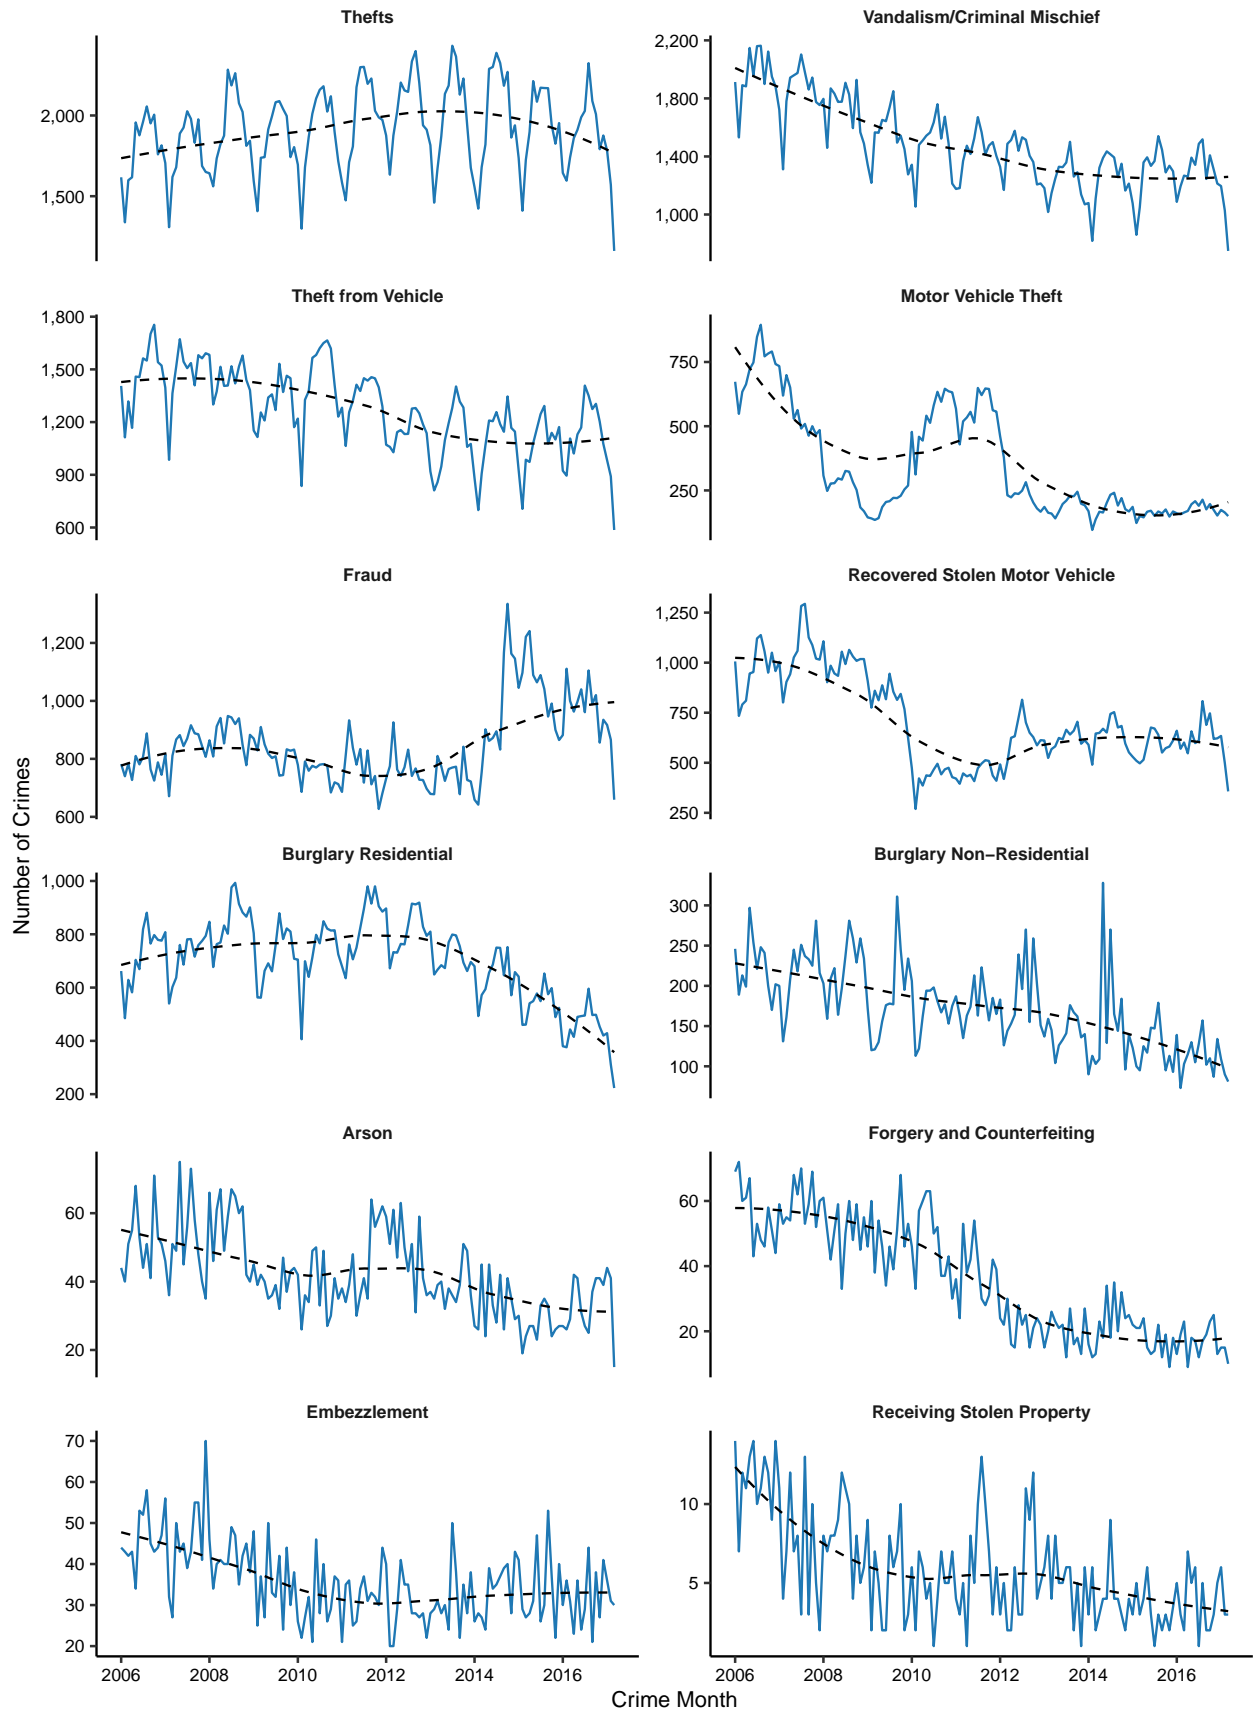 Thefts
Vandalism/Criminal Mischief
2,000
1,500
2,200
1,800
1,400
1,000
Theft from Vehicle
Motor Vehicle Theft
1,800
1,500
1,200
900
600
750
500
250
Fraud
Recovered Stolen Motor Vehicle
1,200
1,000
800
600
1,250
1,000
750
500
250
Number of Crimes
Burglary Residential
Burglary Non−Residential
1,000
800
600
400
200
300
250
200
150
100
Arson
Forgery and Counterfeiting
60
40
20
60
40
20
Embezzlement
Receiving Stolen Property
70
60
50
40
30
20
10
5
2006 2008 2010 2012 2014 2016
2006 2008 2010 2012 2014 2016
Crime Month